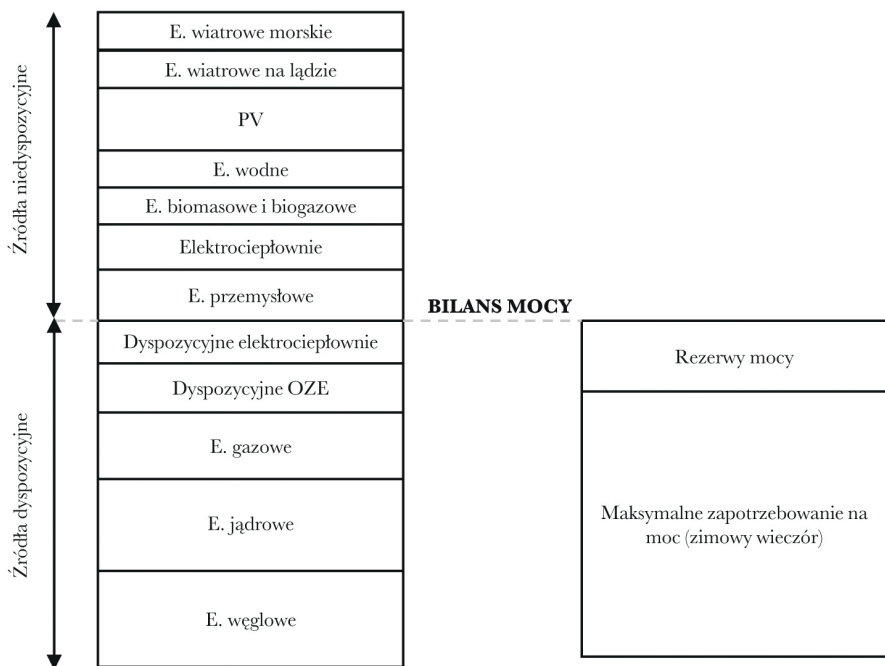 Źródła niedyspozycyjne
E. wiatrowe morskie
E. wiatrowe na lądzie
PV
E. wodne
E. biomasowe i biogazowe
Elektrociepłownie
E. przemysłowe
BILANS MOCY
Źródła dyspozycyjne
Dyspozycyjne elektrociepłownie
Dyspozycyjne OZE
E. gazowe
E. jądrowe
E. węglowe
Rezerwy mocy
Maksymalne zapotrzebowanie na
moc (zimowy wieczór)